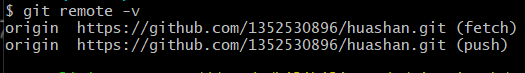 $ git remote -v
origin  https://github.com/1352530896/huashan.git (fetch)
origin  https://github.com/1352530896/huashan.git (push)